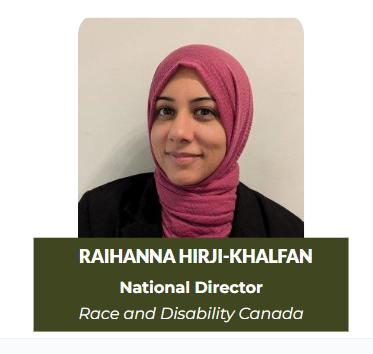 RAIHANNA HIRJI-KHALFAN
National Director
Race and Disability Canada